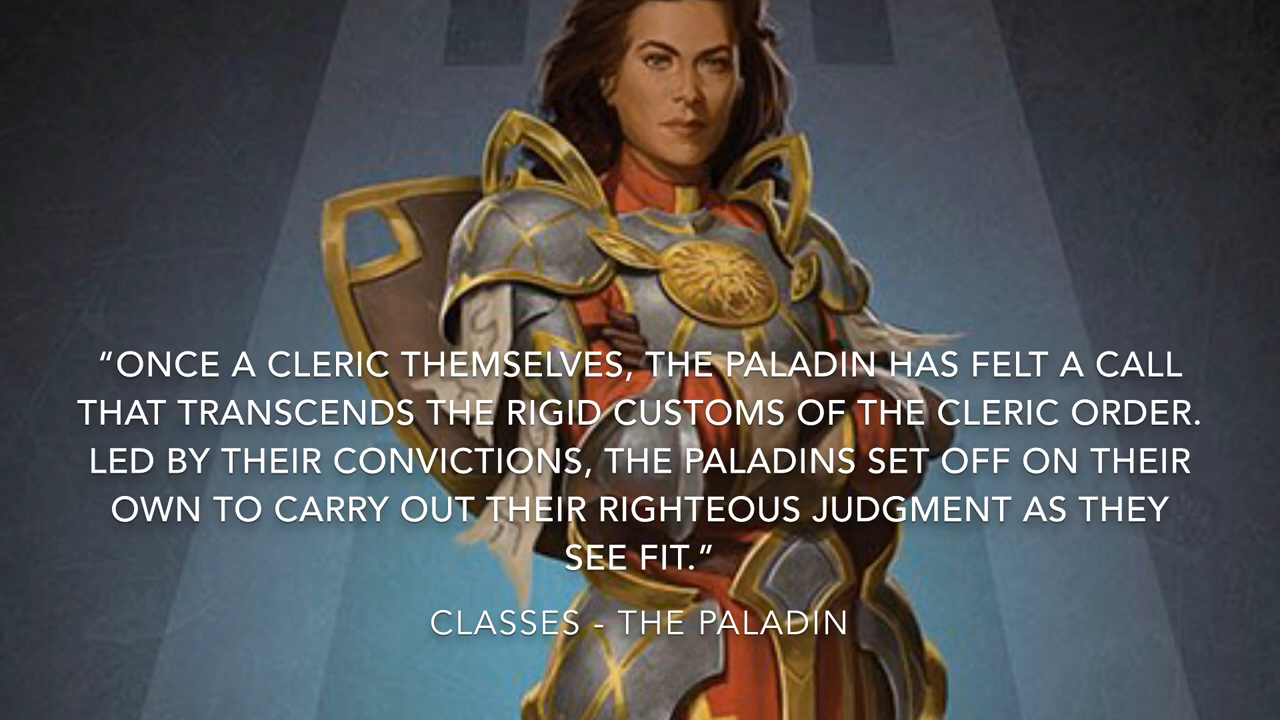 “ONCE A CLERIC THEMSELVES, THE PALADIN HAS FELT A CALL
THAT TRANSCENDS THE RIGID CUSTOMS OF THE CLERIC ORDER.
LED BY THEIR CONVICTIONS, THE PALADINS SET OFF ON THEIR
OWN TO CARRY OUT THEIR RIGHTEOUS JUDGMENT AS THEY
SEE FIT.”
CLASSES - THE PALADIN